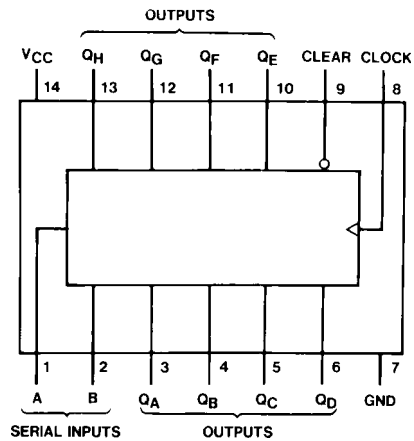 OUTPUTS
VCC QH QG QF QE CLEAR CLOCK
14 13 12 11 10 9 8
1 2 3 4 5 6 7
A B QA QB QC QD GND
SERIAL INPUTS OUTPUTS